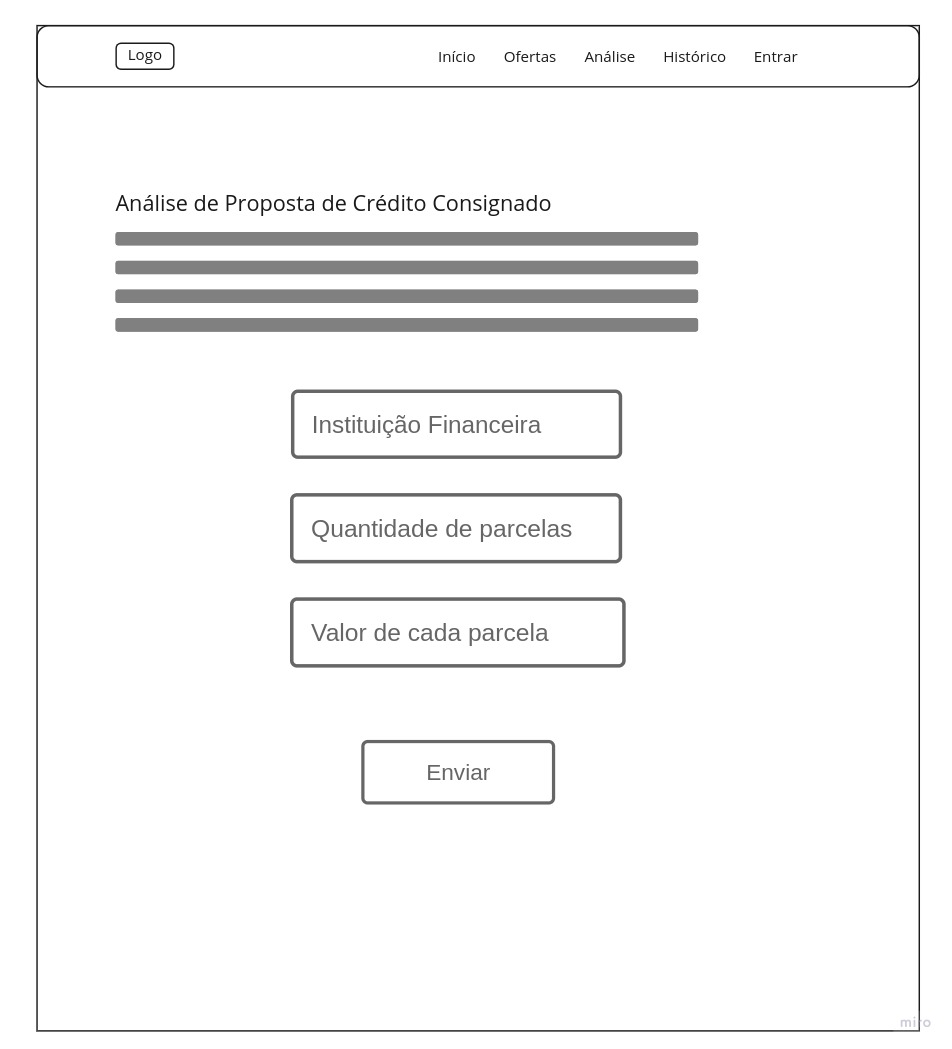 Logo
Início Ofertas Análise Histórico Entrar
Análise de Proposta de Crédito Consignado
Instituição Financeira
Quantidade de parcelas
Valor de cada parcela
Enviar
miro